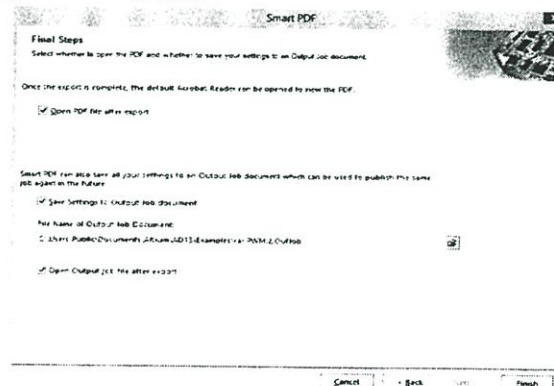 Smart PDF
Final Steps
Select whether to open the PDF and whether to save your settings to an Output Job document.
Once the export is complete, the default Acrobat Reader can be opened to view the PDF.
Open PDF file after export
Smart PDF can also save all your settings to an Output Job document which can be used to publish the same
job again in the future
Save Settings to Output Job document
File Name of Output Job Document:
Open Output job file after export
Cancel
< Back
Next
Finish